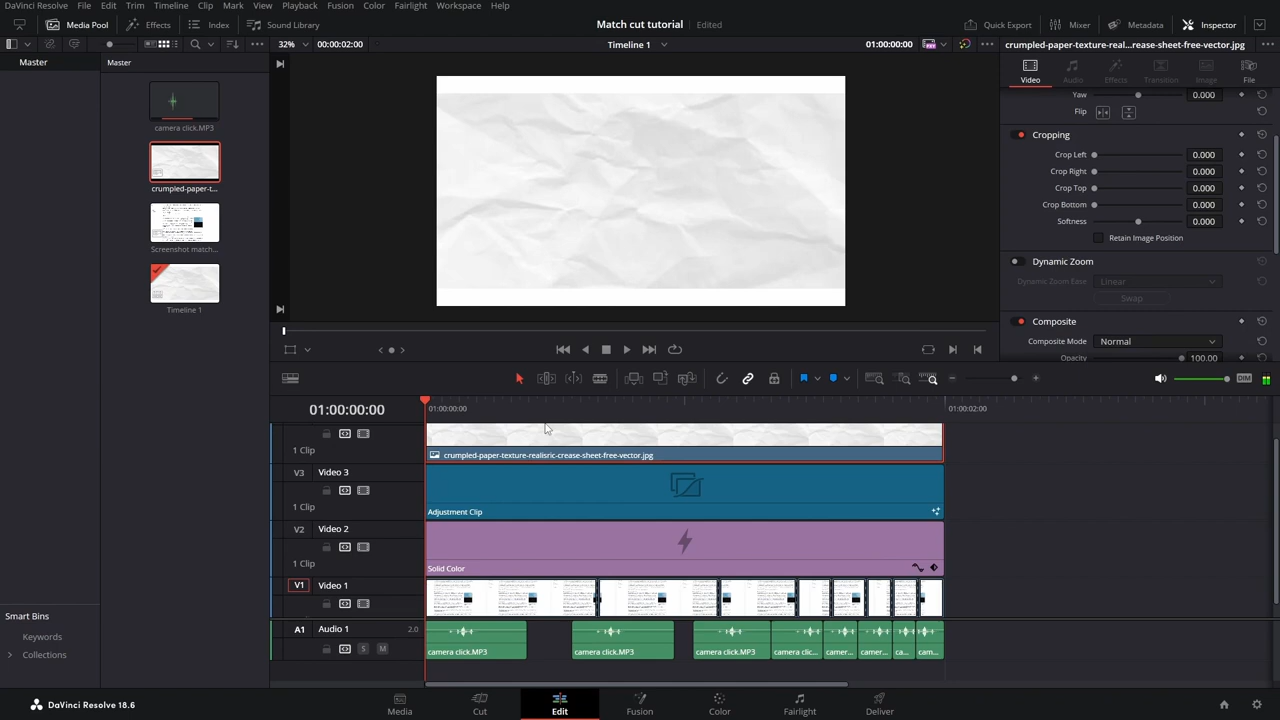 DaVinci Resolve File Edit Trim Timeline Clip Mark View Playback Fusion Color Fairlight Workspace Help
Media Pool Effects Index Sound Library Match cut tutorial Edited Quick Export Mixer Metadata Inspector
32% 00:00:02:00 Timeline 1 01:00:00:00 crumpled-paper-texture-real...rease-sheet-free-vector.jpg
Master Master
Video Audio Effects Transition Image File
Yaw 0.000
Flip
camera click.MP3
Cropping
Crop Left 0.000
Crop Right 0.000
crumpled-paper-t...
Crop Top 0.000
Crop Bottom 0.000
Softness 0.000
Retain Image Position
Screenshot match...
Dynamic Zoom
Dynamic Zoom Ease Linear
Swap
Timeline 1
Composite
Composite Mode Normal
Opacity 100.00
DIM
01:00:00:00 01:00:00:00 01:00:02:00
1 Clip crumpled-paper-texture-realisric-crease-sheet-free-vector.jpg
V3 Video 3
1 Clip Adjustment Clip
V2 Video 2
1 Clip Solid Color
V1 Video 1
Smart Bins
A1 Audio 1 2.0
Keywords
S M
camera click.MP3 camera click.MP3 camera click.MP3 camera clic... camer... camer... ca... cam...
Collections
DaVinci Resolve 18.6
Media Cut Edit Fusion Color Fairlight Deliver